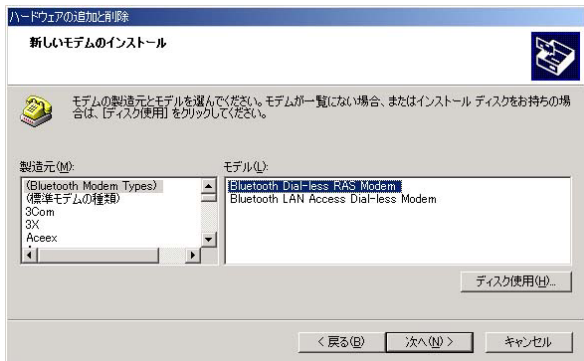 ハードウェアの追加と削除
新しいモデムのインストール
モデムの製造元とモデルを選んでください。モデムが一覧にない場合、またはインストール ディスクをお持ちの場
合は、[ディスク使用] をクリックしてください。
製造元(M):
モデル(L):
(Bluetooth Modem Types)
(標準モデムの種類)
3Com
3X
Aceex
Bluetooth Dial-less RAS Modem
Bluetooth LAN Access Dial-less Modem
ディスク使用(H)...
< 戻る(B)
次へ(N) >
キャンセル